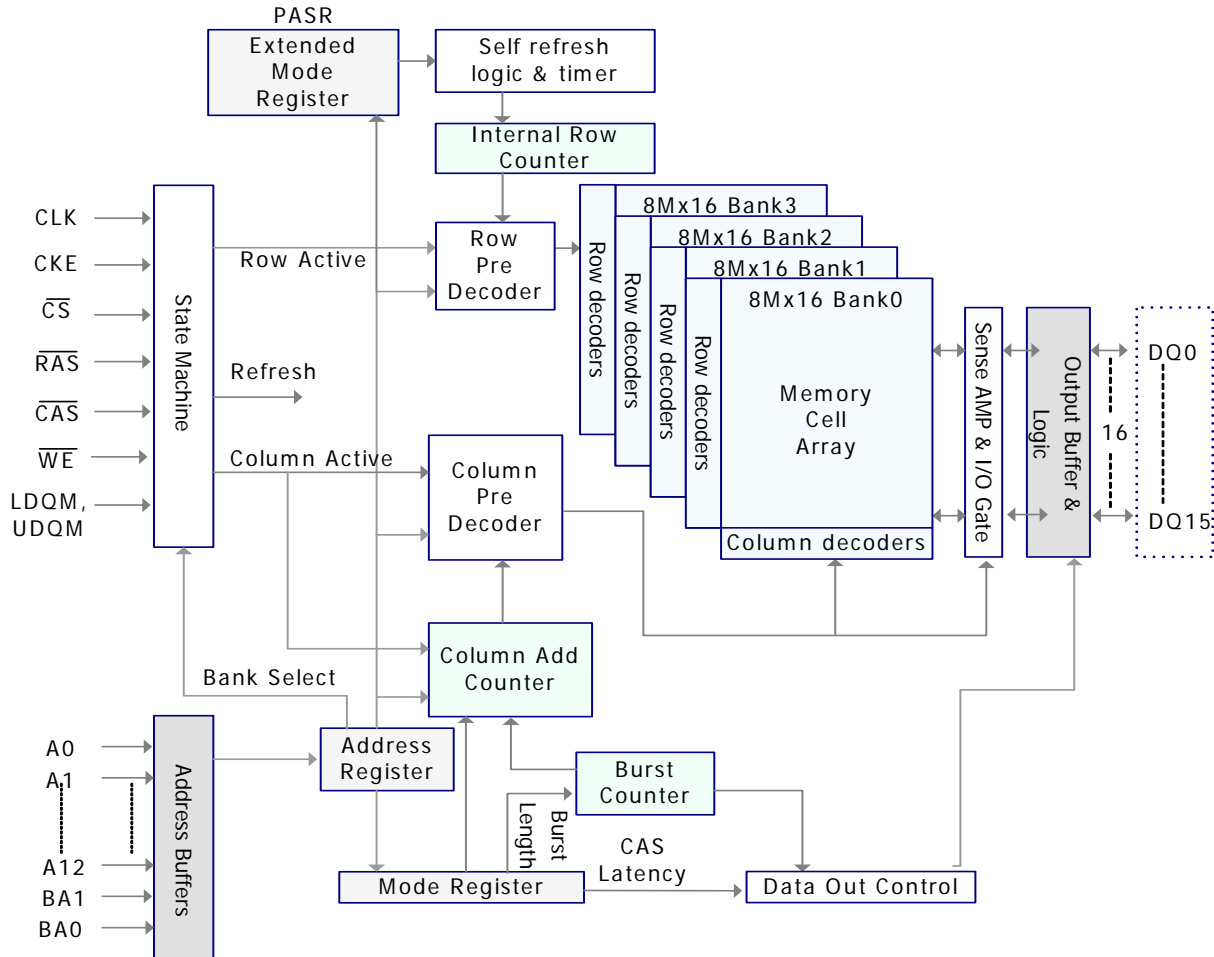 PASR
Extended
Mode
Register
Self refresh
logic & timer
Internal Row
Counter
CLK
CKE
C̅S̅
R̅A̅S̅
C̅A̅S̅
W̅E̅
LDQM,
UDQM
State Machine
Row Active
Refresh
Column Active
Row
Pre
Decoder
Column
Pre
Decoder
Row decoders
8Mx16 Bank3
Row decoders
8Mx16 Bank2
Row decoders
8Mx16 Bank1
Row decoders
8Mx16 Bank0
Memory
Cell
Array
Column decoders
Sense AMP & I/O Gate
Output Buffer &
Logic
16
DQ0
DQ15
Bank Select
Column Add
Counter
A0
A1
A12
BA1
BA0
Address Buffers
Address
Register
Burst
Counter
Burst
Length
CAS
Latency
Mode Register
Data Out Control